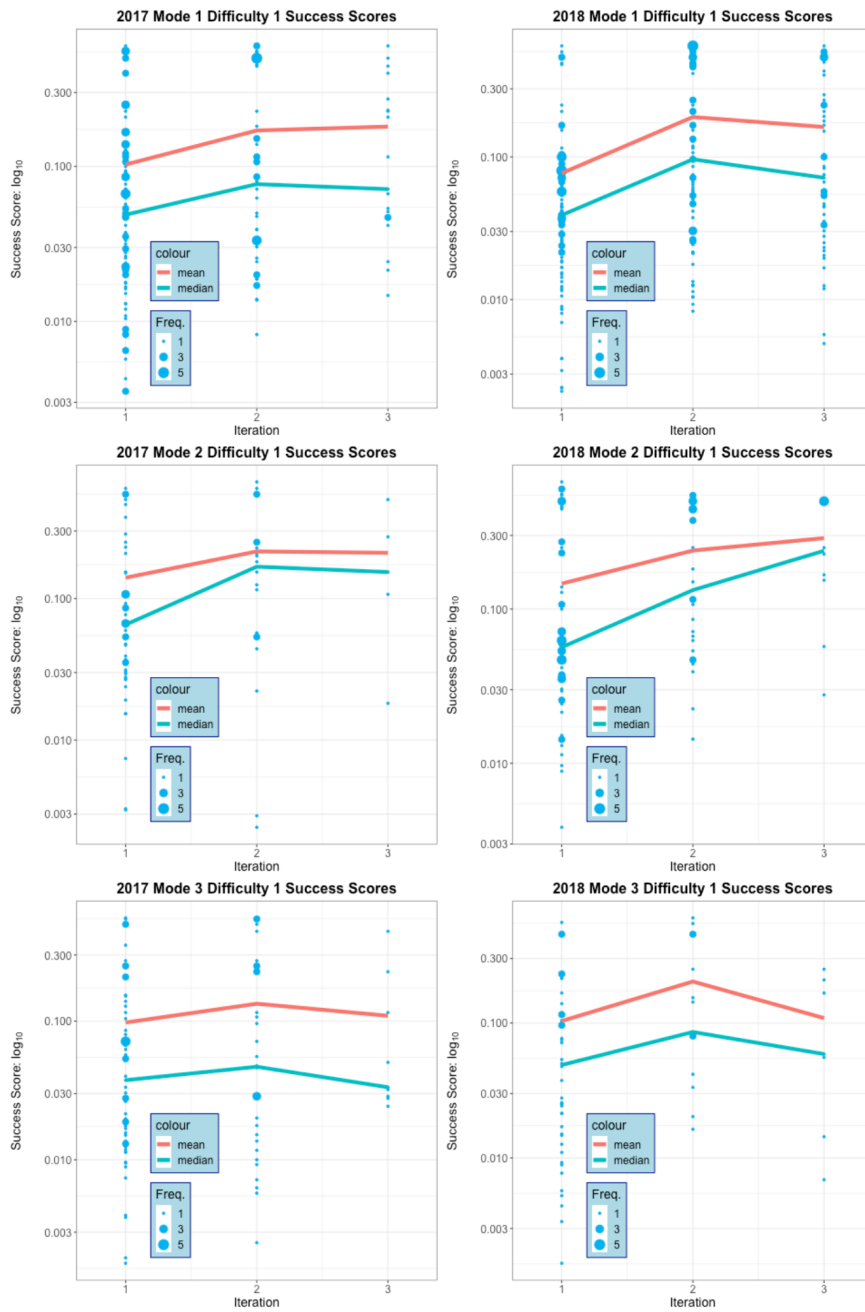 2017 Mode 1 Difficulty 1 Success Scores
Success Score: log10
0.300
0.100
0.030
0.010
0.003
colour
mean
median
Freq.
1
3
5
1 2 3
Iteration
2018 Mode 1 Difficulty 1 Success Scores
Success Score: log10
0.300
0.100
0.030
0.010
0.003
colour
mean
median
Freq.
1
3
5
1 2 3
Iteration
2017 Mode 2 Difficulty 1 Success Scores
Success Score: log10
0.300
0.100
0.030
0.010
0.003
colour
mean
median
Freq.
1
3
5
1 2 3
Iteration
2018 Mode 2 Difficulty 1 Success Scores
Success Score: log10
0.300
0.100
0.030
0.010
0.003
colour
mean
median
Freq.
1
3
5
1 2 3
Iteration
2017 Mode 3 Difficulty 1 Success Scores
Success Score: log10
0.300
0.100
0.030
0.010
0.003
colour
mean
median
Freq.
1
3
5
1 2 3
Iteration
2018 Mode 3 Difficulty 1 Success Scores
Success Score: log10
0.300
0.100
0.030
0.010
0.003
colour
mean
median
Freq.
1
3
5
1 2 3
Iteration